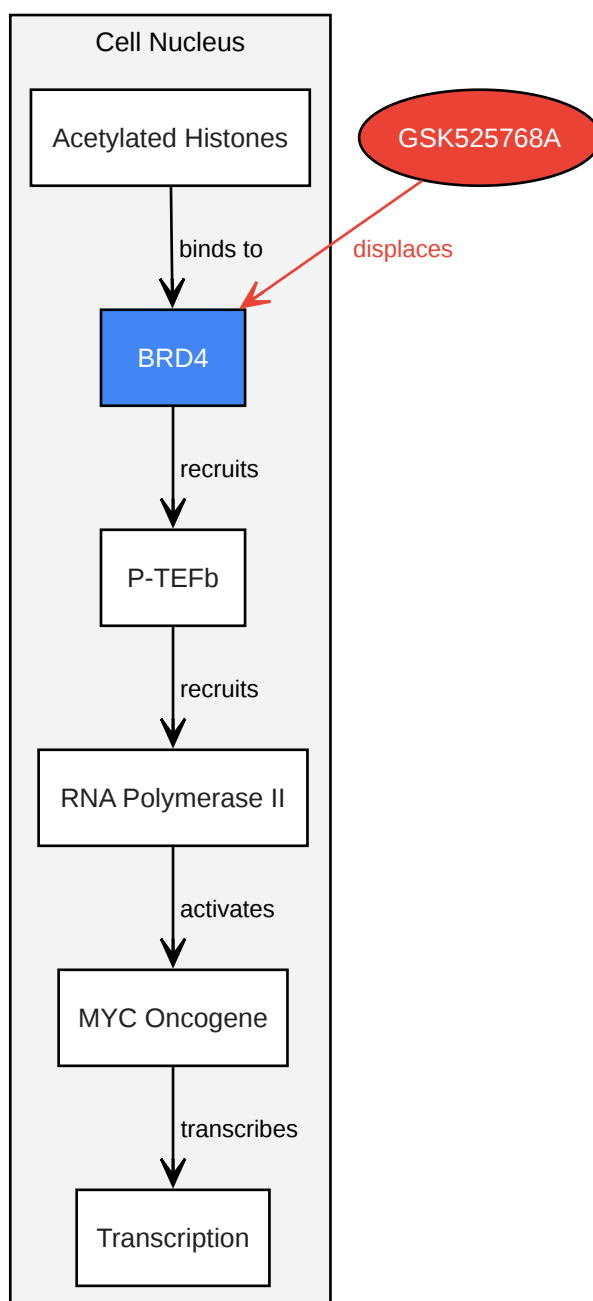 Cell Nucleus
Acetylated Histones
GSK525768A
binds to
displaces
BRD4
recruits
P-TEFb
recruits
RNA Polymerase II
activates
MYC Oncogene
transcribes
Transcription